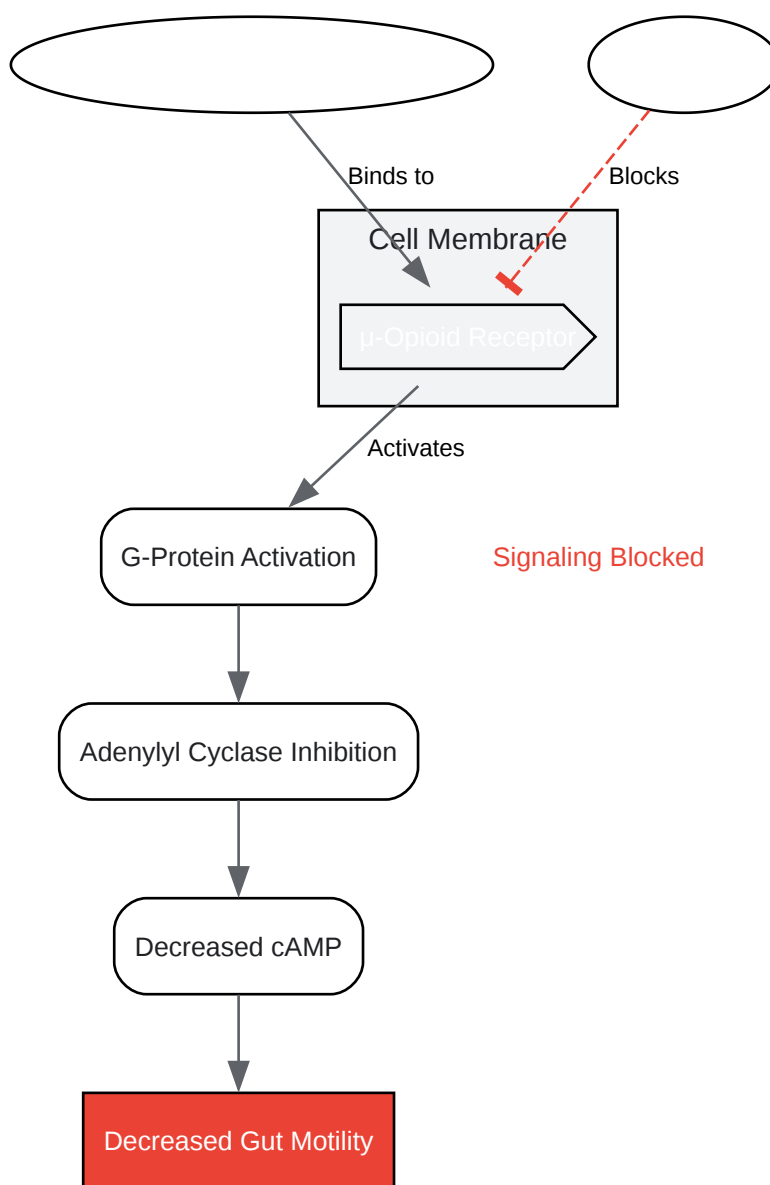 Binds to
Blocks
Cell Membrane
μ-Opioid Receptor
Activates
G-Protein Activation
Signaling Blocked
Adenylyl Cyclase Inhibition
Decreased cAMP
Decreased Gut Motility